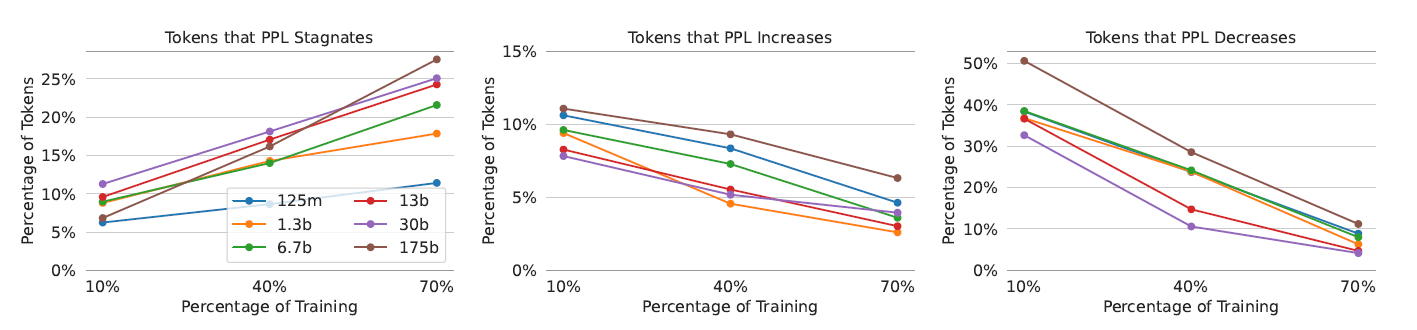 Tokens that PPL Stagnates
Percentage of Tokens
25%
20%
15%
10%
5%
0%
125m
1.3b
6.7b
13b
30b
175b
10%
40%
70%
Percentage of Training
Tokens that PPL Increases
Percentage of Tokens
15%
10%
5%
0%
10%
40%
70%
Percentage of Training
Tokens that PPL Decreases
Percentage of Tokens
50%
40%
30%
20%
10%
0%
10%
40%
70%
Percentage of Training